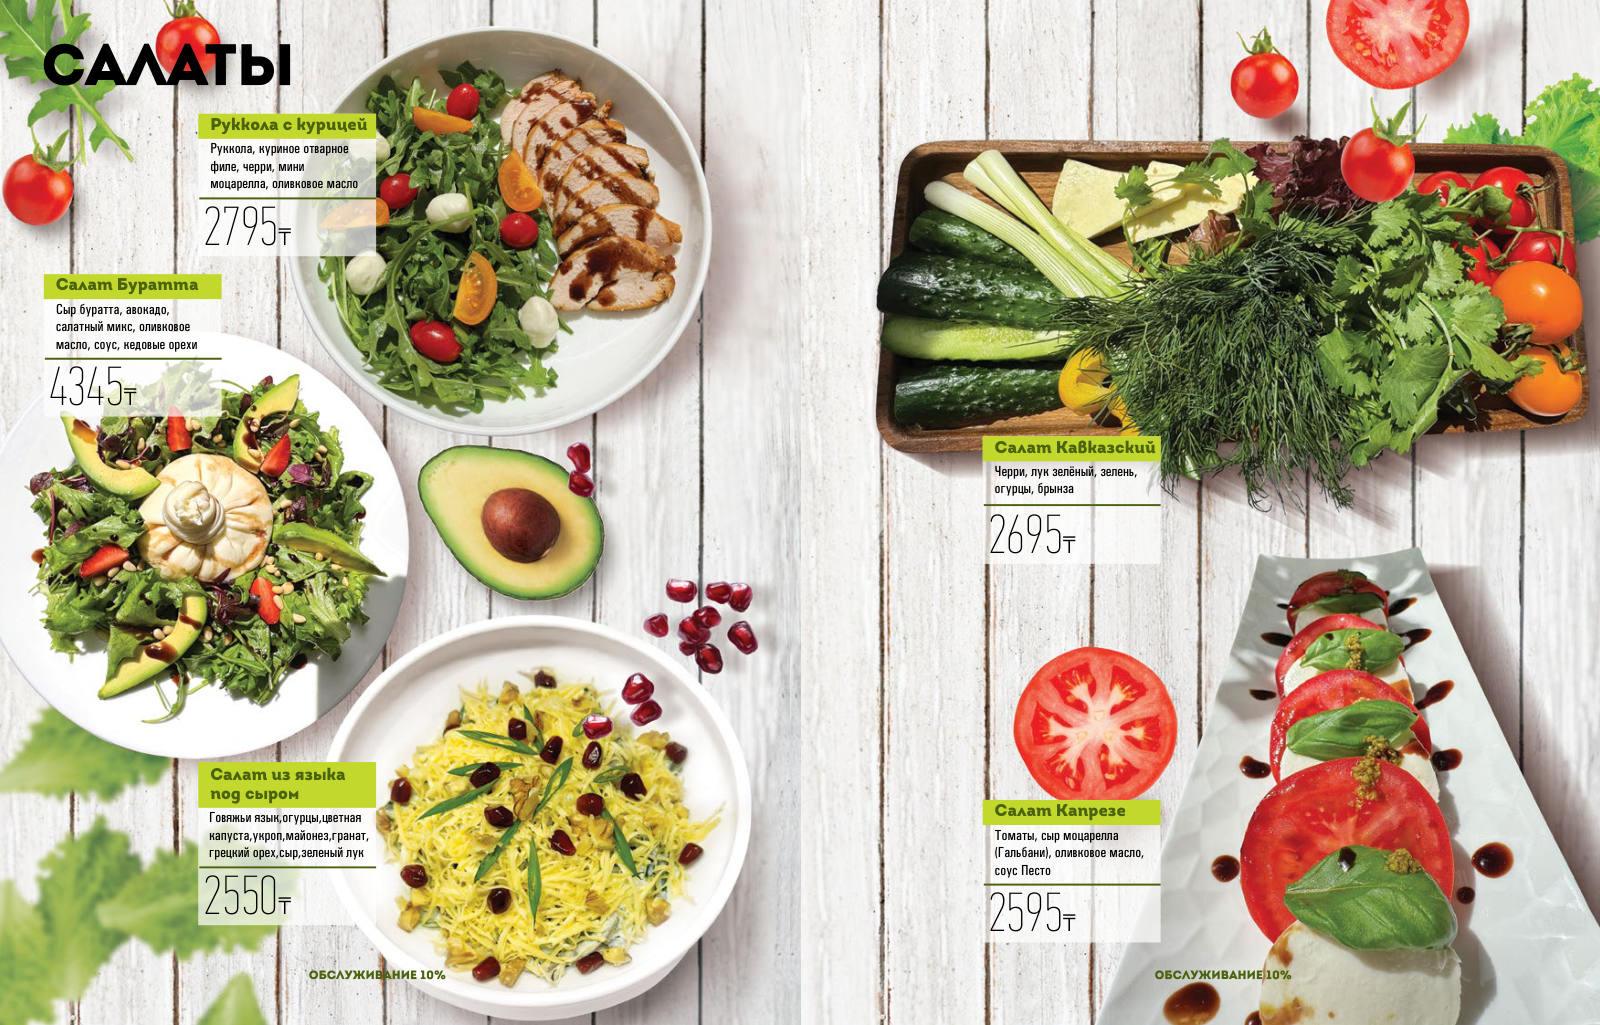 САЛАТЫ
Руккола с курицей
Руккола, куриное отварное
филе, черри, мини
моцарелла, оливковое масло
2795₸
Салат Буратта
Сыр буратта, авокадо,
салатный микс, оливковое
масло, соус, кедовые орехи
4345₸
Салат из языка
под сыром
Говяжьи язык,огурцы,цветная
капуста,укроп,майонез,гранат,
грецкий орех,сыр,зеленый лук
2550₸
ОБСЛУЖИВАНИЕ 10%
Салат Кавказский
Черри, лук зелёный, зелень,
огурцы, брынза
2695₸
Салат Капрезе
Томаты, сыр моцарелла
(Гальбани), оливковое масло,
соус Песто
2595₸
ОБСЛУЖИВАНИЕ 10%